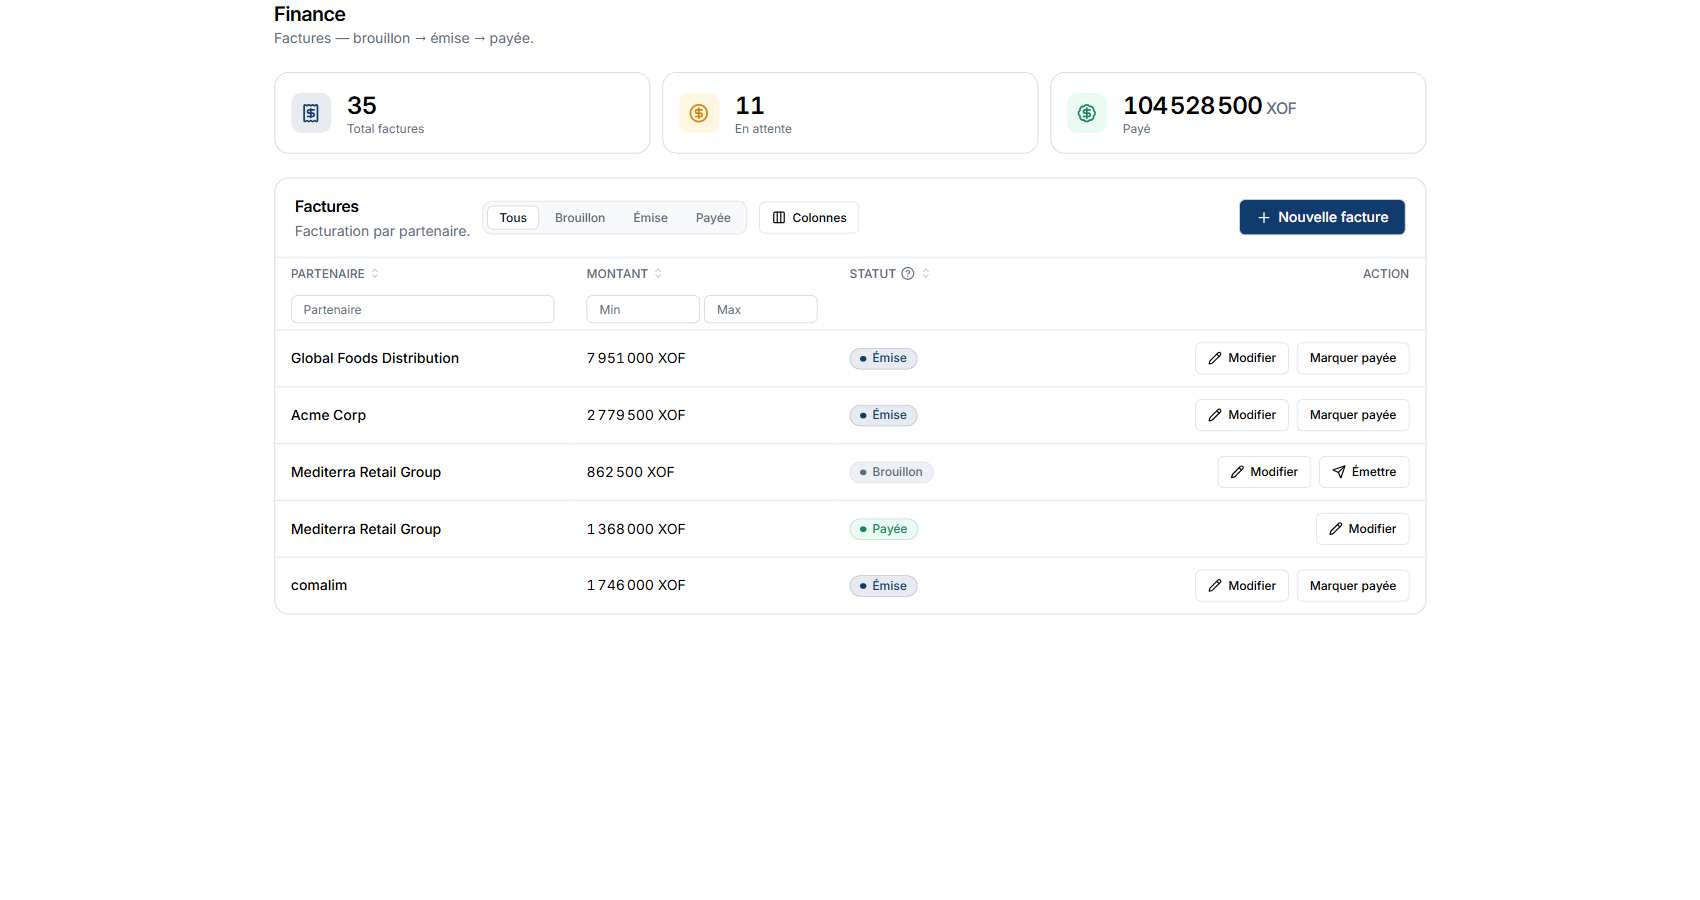 Finance
Factures — brouillon → émise → payée.
35
Total factures
11
En attente
104 528 500 XOF
Payé
Factures
Facturation par partenaire.
Tous Brouillon Émise Payée
Colonnes
+ Nouvelle facture
PARTENAIRE MONTANT STATUT ? ACTION
Partenaire Min Max
Global Foods Distribution 7 951 000 XOF Émise Modifier Marquer payée
Acme Corp 2 779 500 XOF Émise Modifier Marquer payée
Mediterra Retail Group 862 500 XOF Brouillon Modifier Émettre
Mediterra Retail Group 1 368 000 XOF Payée Modifier
comalim 1 746 000 XOF Émise Modifier Marquer payée